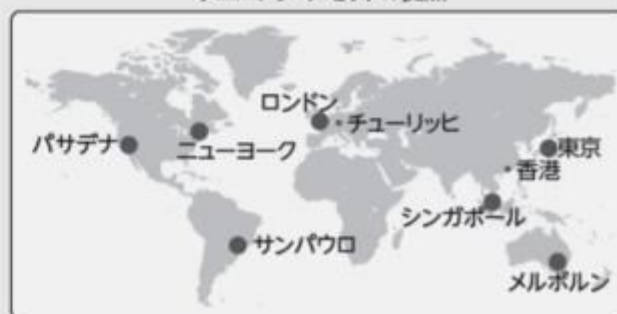 ロンドン
チューリッヒ
パサデナ
ニューヨーク
東京
香港
シンガポール
サンパウロ
メルボルン